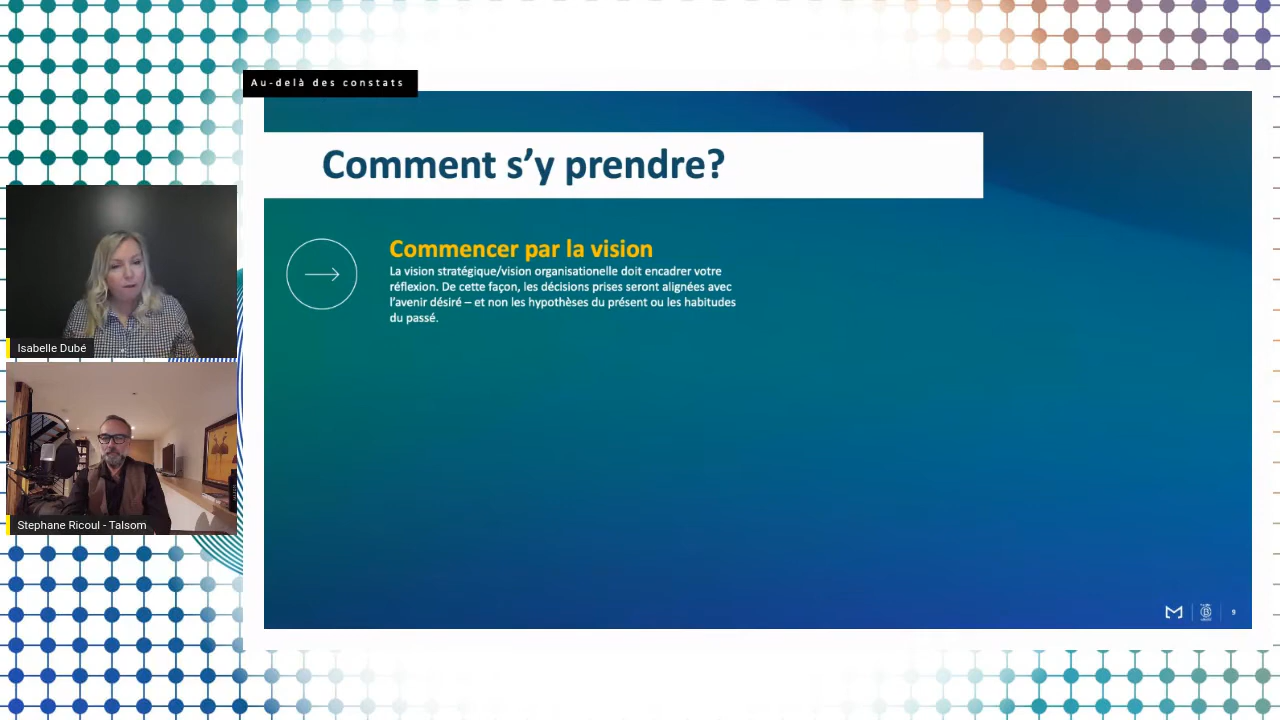 Au-delà des constats
Comment s’y prendre?
Commencer par la vision
La vision stratégique/vision organisationelle doit encadrer votre
réflexion. De cette façon, les décisions prises seront alignées avec
l’avenir désiré – et non les hypothèses du présent ou les habitudes
du passé.
Isabelle Dubé
Stephane Ricoul - Talsom
9